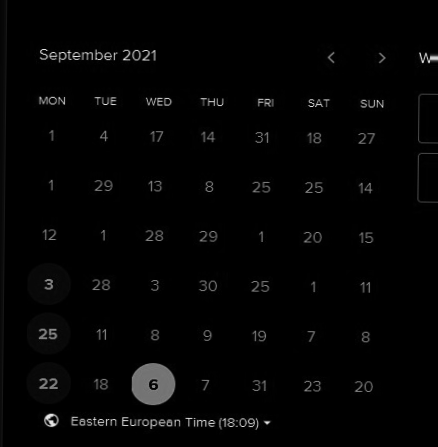 September 2021
MON TUE WED THU FRI SAT SUN
1 4 17 14 31 18 27
1 29 13 8 25 25 14
12 1 28 29 1 20 15
3 28 3 30 25 1 11
25 11 8 9 19 7 8
22 18 6 7 31 23 20
Eastern European Time (18:09)